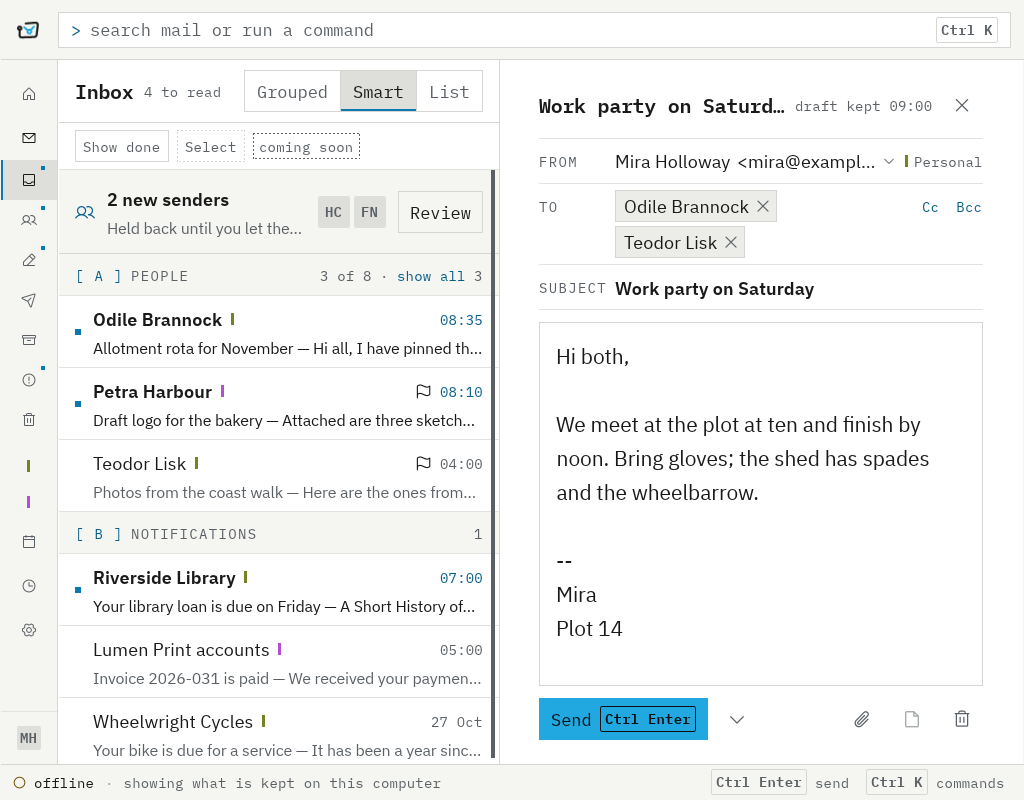 > search mail or run a command Ctrl K
Inbox 4 to read Grouped Smart List
Show done Select coming soon
2 new senders
Held back until you let the... HC FN Review
[ A ] PEOPLE 3 of 8 · show all 3
Odile Brannock 08:35
Allotment rota for November — Hi all, I have pinned th...
Petra Harbour 08:10
Draft logo for the bakery — Attached are three sketch...
Teodor Lisk 04:00
Photos from the coast walk — Here are the ones from...
[ B ] NOTIFICATIONS 1
Riverside Library 07:00
Your library loan is due on Friday — A Short History of...
Lumen Print accounts 05:00
Invoice 2026-031 is paid — We received your paymen...
Wheelwright Cycles 27 Oct
Your bike is due for a service — It has been a year sinc...
MH
Work party on Saturd... draft kept 09:00
FROM Mira Holloway <mira@exampl... Personal
TO Odile Brannock Cc Bcc
Teodor Lisk
SUBJECT Work party on Saturday
Hi both,
We meet at the plot at ten and finish by
noon. Bring gloves; the shed has spades
and the wheelbarrow.
--
Mira
Plot 14
Send Ctrl Enter
offline · showing what is kept on this computer Ctrl Enter send Ctrl K commands